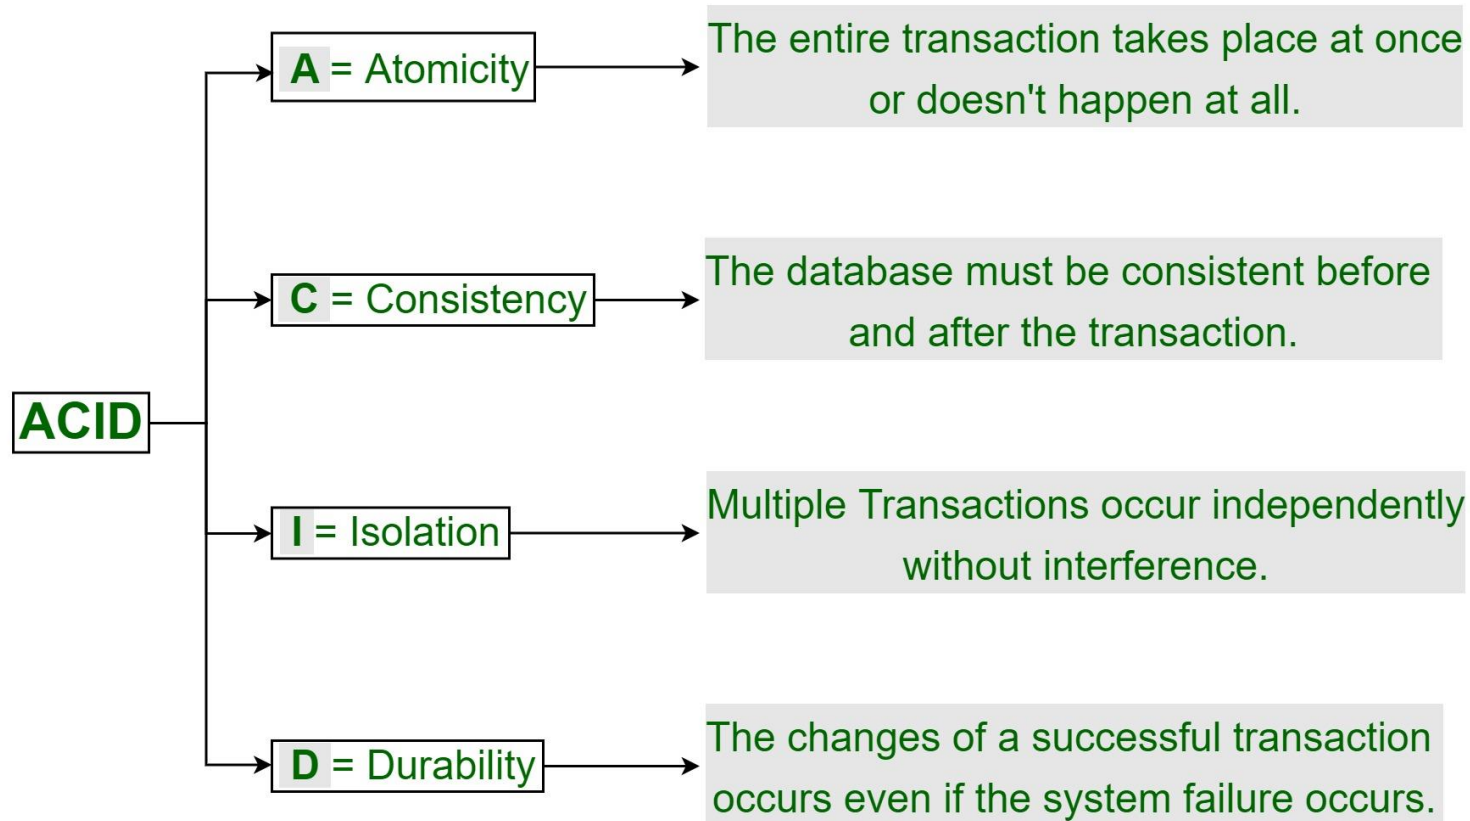 A = Atomicity
The entire transaction takes place at once
or doesn't happen at all.
C = Consistency
The database must be consistent before
and after the transaction.
ACID
I = Isolation
Multiple Transactions occur independently
without interference.
D = Durability
The changes of a successful transaction
occurs even if the system failure occurs.